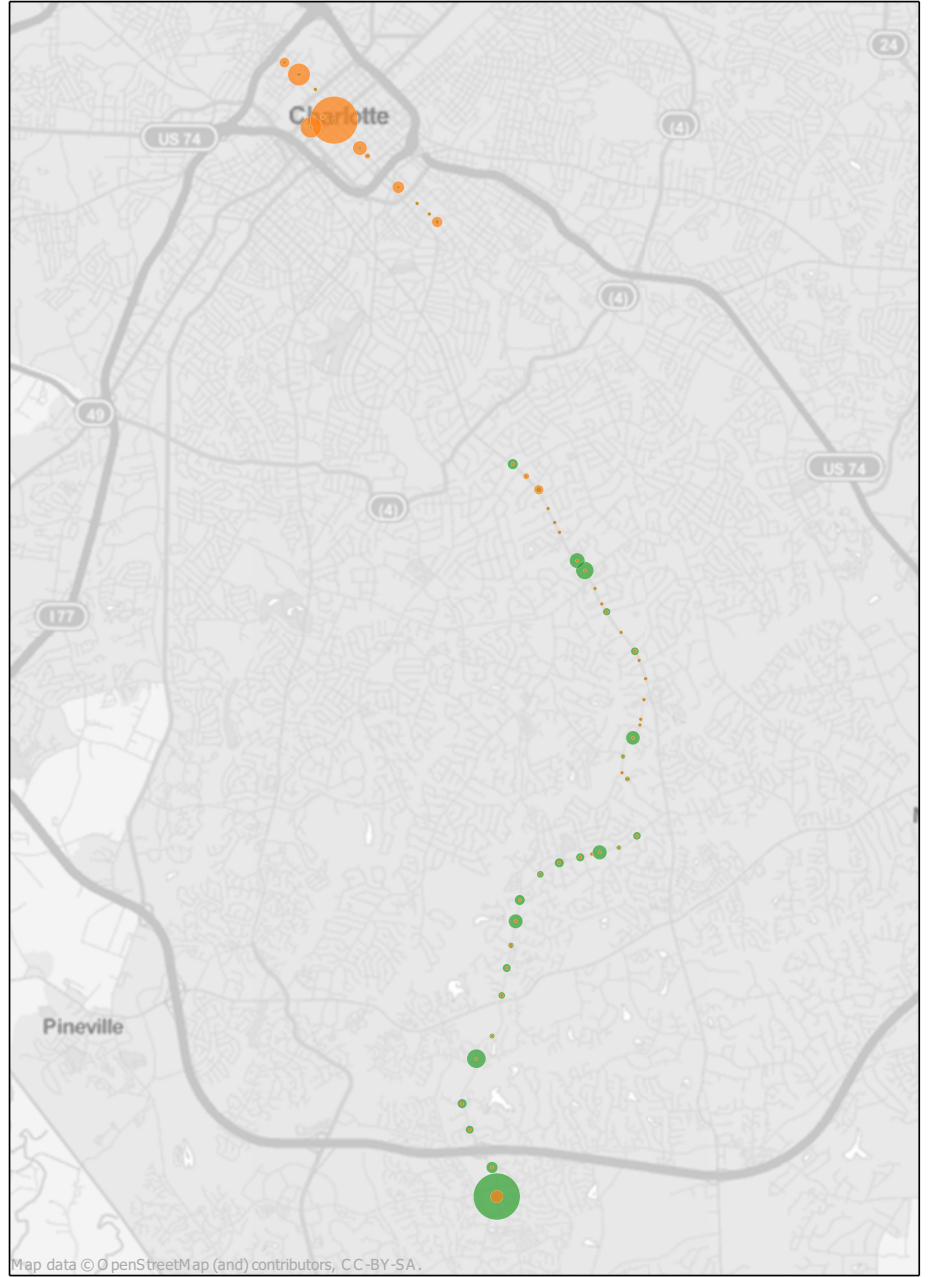 24
(4)
Charlotte
US 74
(4)
49
US 74
(4)
I 77
Pineville
Map data © OpenStreetMap (and) contributors, CC-BY-SA.